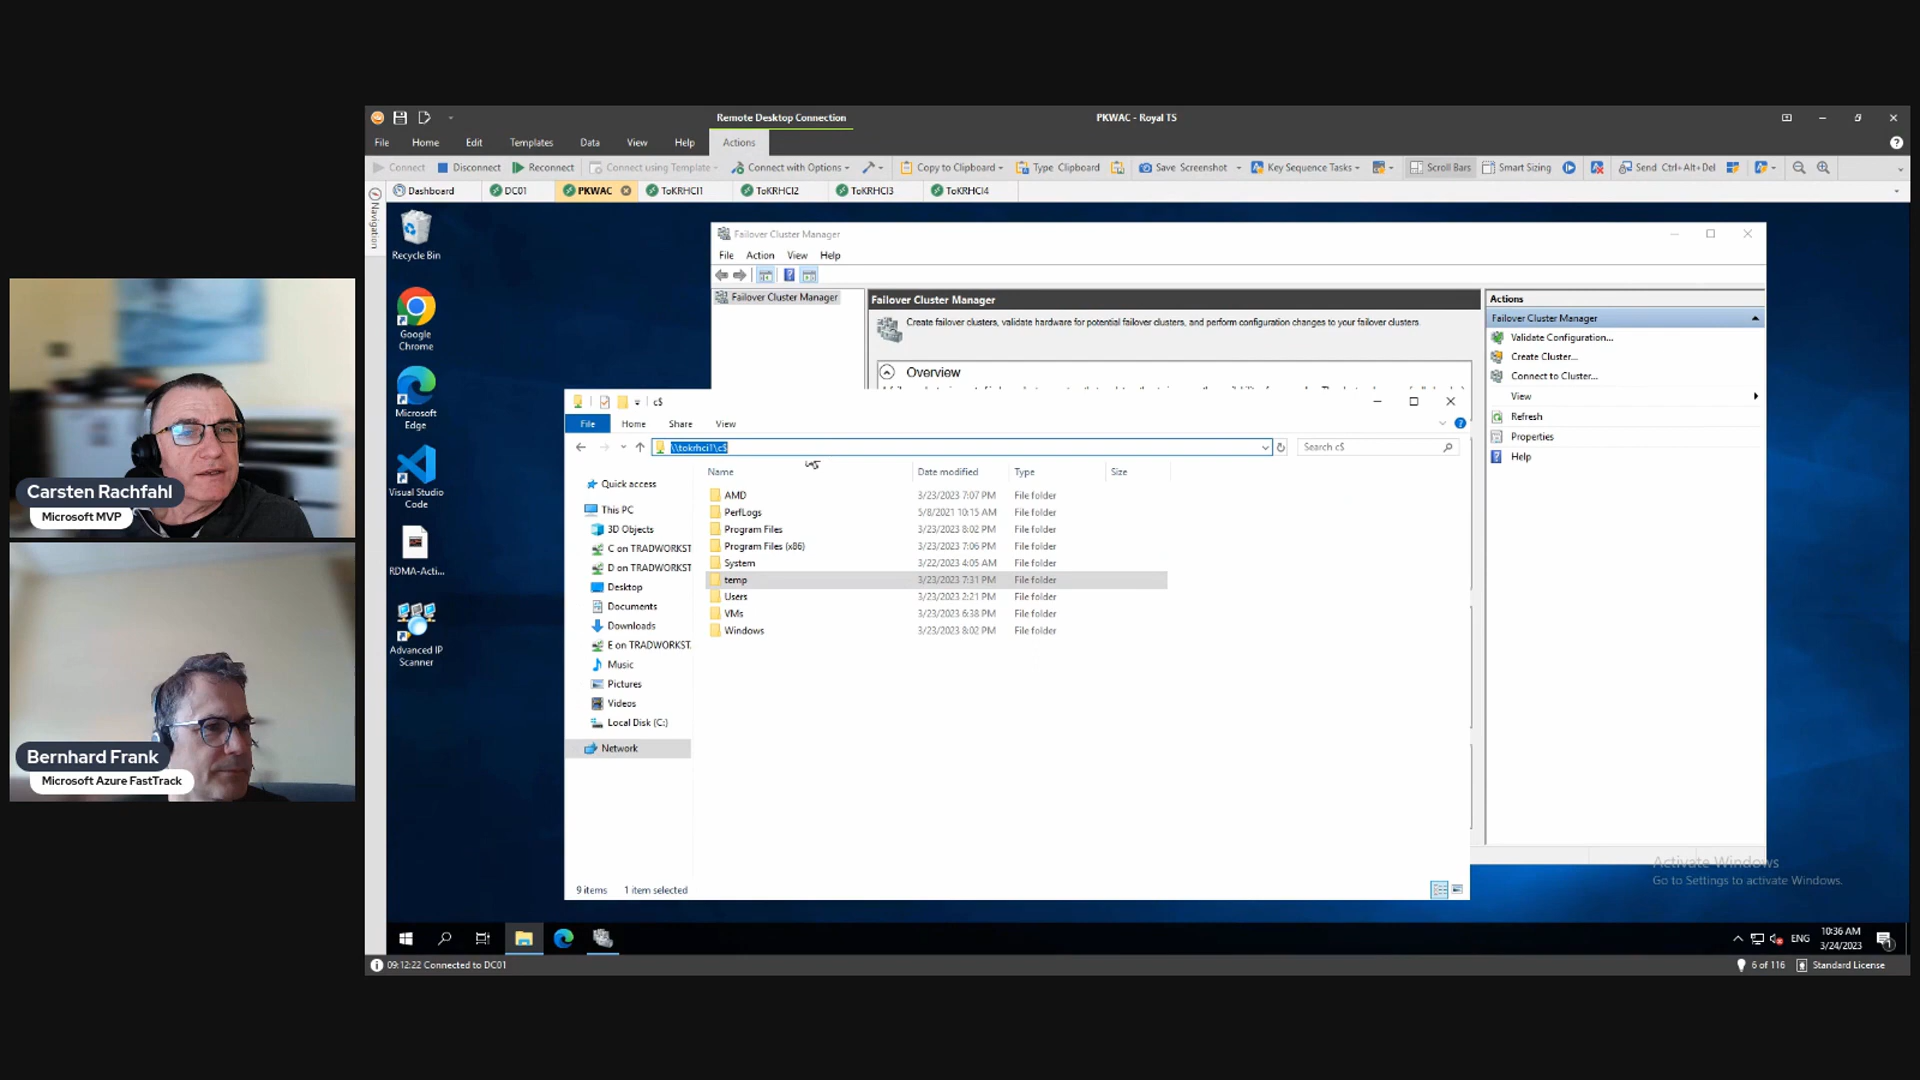 Remote Desktop Connection
PKWAC - Royal TS
File Home Edit Templates Data View Help Actions
Connect Disconnect Reconnect Connect using Template Connect with Options Copy to Clipboard Type Clipboard Save Screenshot Key Sequence Tasks Scroll Bars Smart Sizing Send Ctrl+Alt+Del
Navigation
Dashboard DC01 PKWAC ToKRHCI1 ToKRHCI2 ToKRHCI3 ToKRHCI4
Recycle Bin
Google Chrome
Microsoft Edge
Visual Studio Code
RDMA-Acti...
Advanced IP Scanner
Carsten Rachfahl
Microsoft MVP
Bernhard Frank
Microsoft Azure FastTrack
Failover Cluster Manager
File Action View Help
Failover Cluster Manager
Failover Cluster Manager
Create failover clusters, validate hardware for potential failover clusters, and perform configuration changes to your failover clusters.
Overview
Actions
Failover Cluster Manager
Validate Configuration...
Create Cluster...
Connect to Cluster...
View
Refresh
Properties
Help
c$
File Home Share View
\\tokrhci1\c$
Search c$
Name Date modified Type Size
AMD 3/23/2023 7:07 PM File folder
PerfLogs 5/8/2021 10:15 AM File folder
Program Files 3/23/2023 8:02 PM File folder
Program Files (x86) 3/23/2023 7:06 PM File folder
System 3/22/2023 4:05 AM File folder
temp 3/23/2023 7:31 PM File folder
Users 3/23/2023 2:21 PM File folder
VMs 3/23/2023 6:38 PM File folder
Windows 3/23/2023 8:02 PM File folder
Quick access
This PC
3D Objects
C on TRADWORKST
D on TRADWORKST
Desktop
Documents
Downloads
E on TRADWORKST.
Music
Pictures
Videos
Local Disk (C:)
Network
9 items 1 item selected
Activate Windows
Go to Settings to activate Windows.
ENG
10:36 AM
3/24/2023
1
09:12:22 Connected to DC01
6 of 116 Standard License